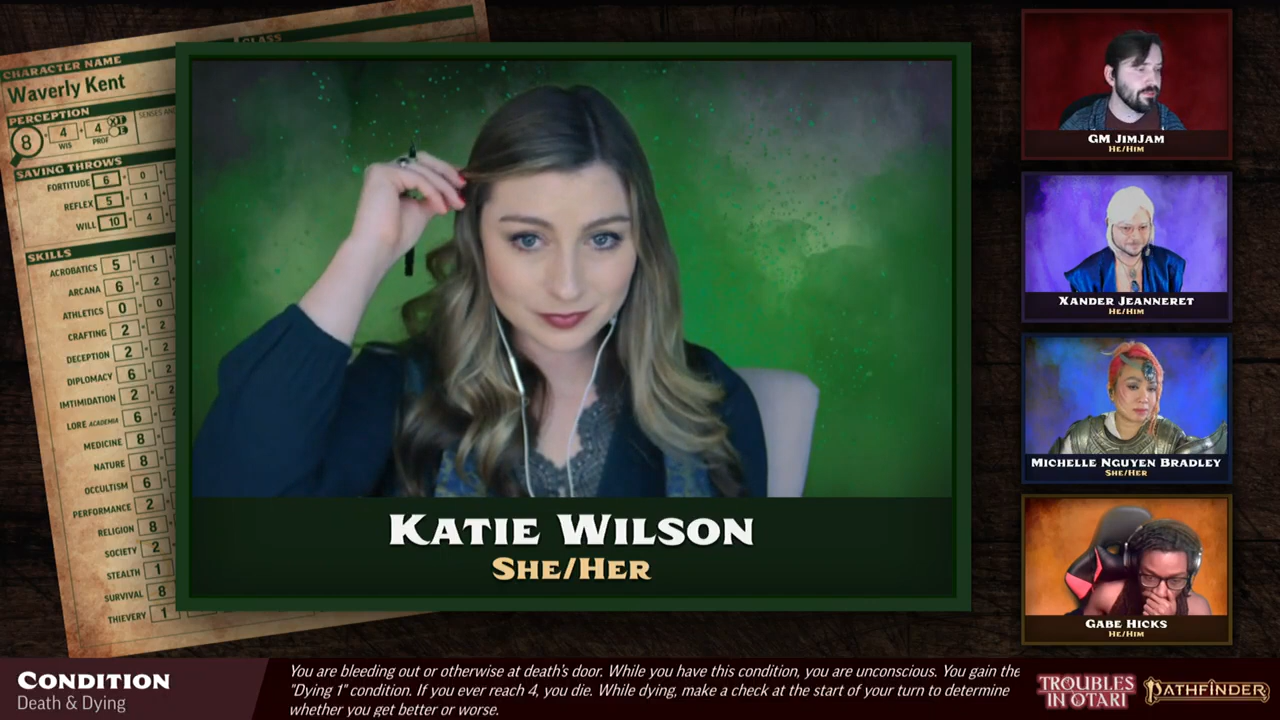 CLASS
CHARACTER NAME
Waverly Kent
PERCEPTION
SENSES AN
8 4 4
WIS PROF
SAVING THROWS
FORTITUDE 6 0
REFLEX 5 1
WILL 10 4
SKILLS
ACROBATICS 5 1
ARCANA 6 2
ATHLETICS 0 0
CRAFTING 2 2
DECEPTION 2 2
DIPLOMACY 6 2
IMTIMIDATION 2 2
LORE ACADEMIA 6 2
MEDICINE 8
NATURE 8
OCCULTISM 6
PERFORMANCE 2
RELIGION 8
SOCIETY 2
STEALTH 1
SURVIVAL 8
THIEVERY 1
KATIE WILSON
SHE/HER
GM JIMJAM
HE/HIM
XANDER JEANNERET
HE/HIM
MICHELLE NGUYEN BRADLEY
SHE/HER
GABE HICKS
HE/HIM
CONDITION
Death & Dying
You are bleeding out or otherwise at death's door. While you have this condition, you are unconscious. You gain the
"Dying 1" condition. If you ever reach 4, you die. While dying, make a check at the start of your turn to determine
whether you get better or worse.
TROUBLES
IN OTARI
PATHFINDER